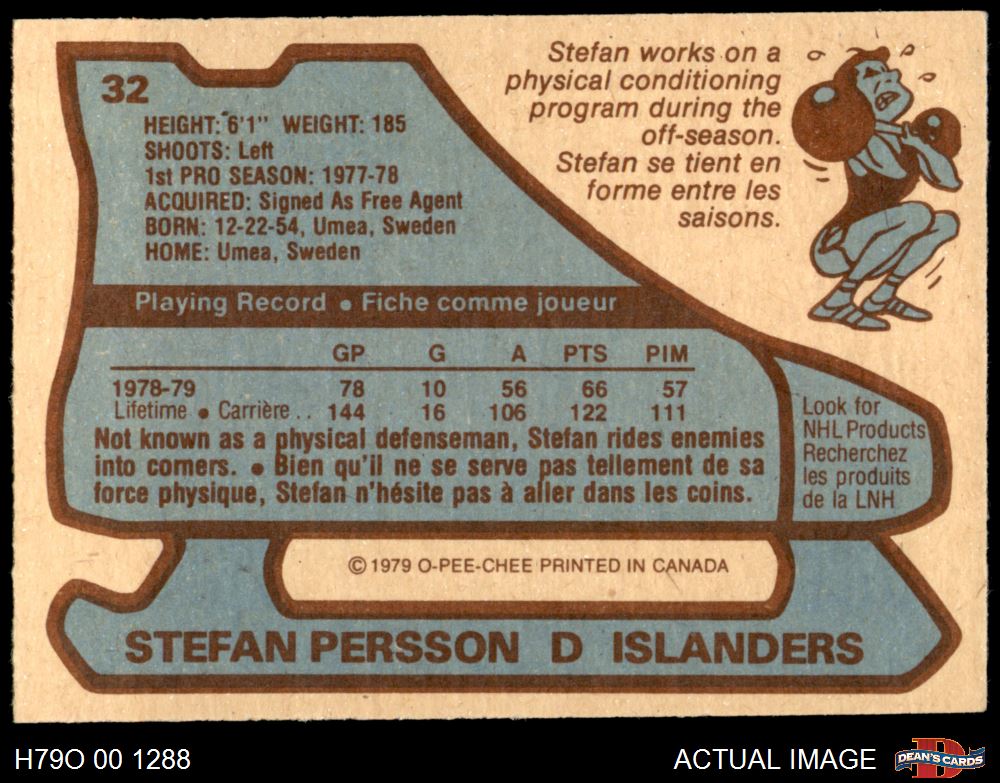 32
HEIGHT: 6'1" WEIGHT: 185
SHOOTS: Left
1st PRO SEASON: 1977-78
ACQUIRED: Signed As Free Agent
BORN: 12-22-54, Umea, Sweden
HOME: Umea, Sweden
Stefan works on a
physical conditioning
program during the
off-season.
Stefan se tient en
forme entre les
saisons.
Playing Record • Fiche comme joueur
GP G A PTS PIM
1978-79 78 10 56 66 57
Lifetime • Carrière .. 144 16 106 122 111
Not known as a physical defenseman, Stefan rides enemies
into corners. • Bien qu'il ne se serve pas tellement de sa
force physique, Stefan n'hésite pas à aller dans les coins.
Look for
NHL Products
Recherchez
les produits
de la LNH
© 1979 O-PEE-CHEE PRINTED IN CANADA
STEFAN PERSSON D ISLANDERS
H79O 00 1288
ACTUAL IMAGE
D
DEAN'S CARDS